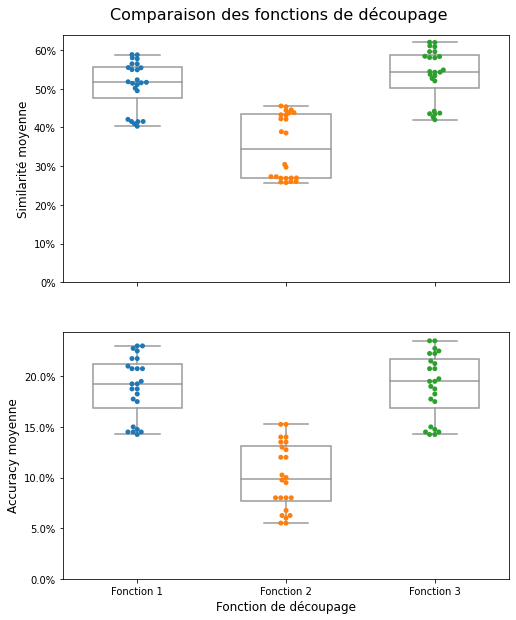 Comparaison des fonctions de découpage
Similarité moyenne
60%
50%
40%
30%
20%
10%
0%
Accuracy moyenne
20.0%
15.0%
10.0%
5.0%
0.0%
Fonction 1 Fonction 2 Fonction 3
Fonction de découpage